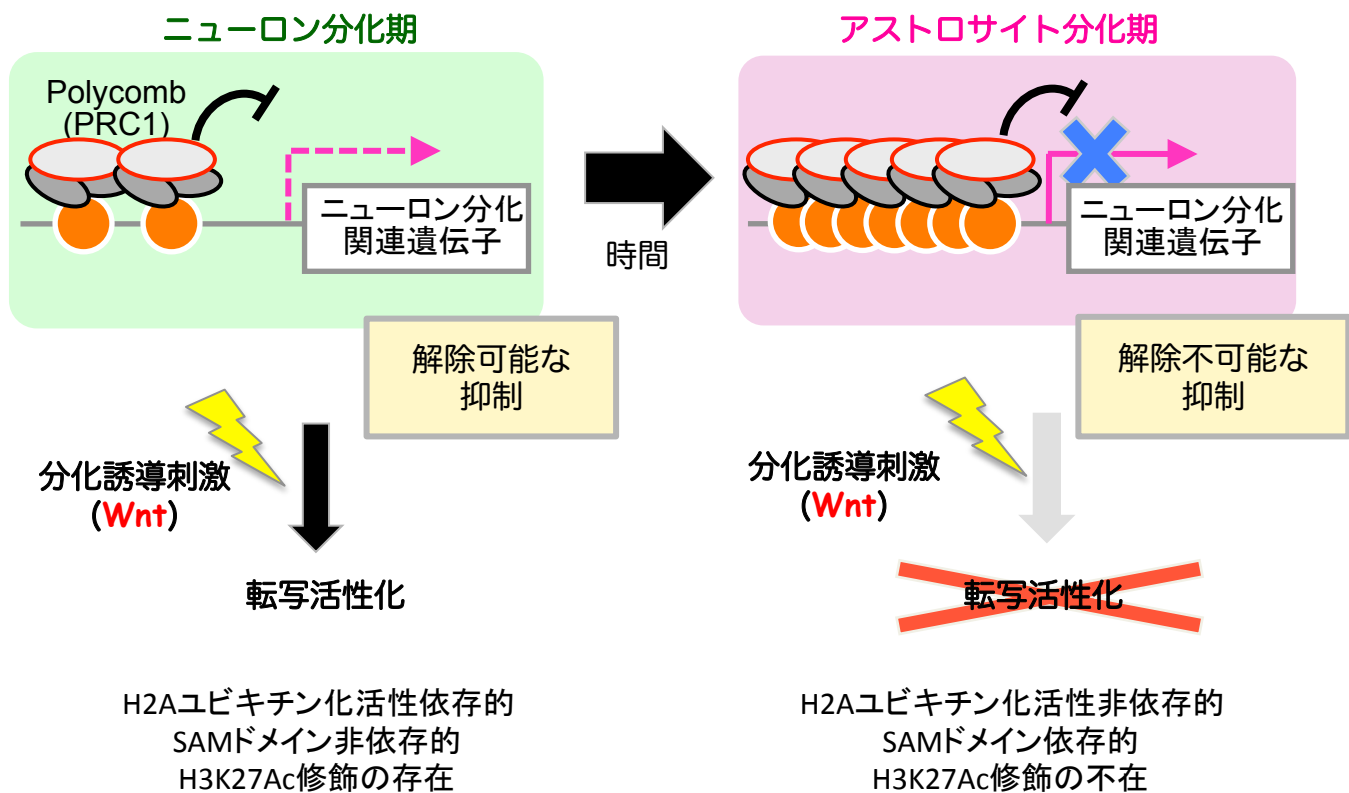 ニューロン分化期
Polycomb
(PRC1)
ニューロン分化
関連遺伝子
解除可能な
抑制
分化誘導刺激
(Wnt)
転写活性化
H2Aユビキチン化活性依存的
SAMドメイン非依存的
H3K27Ac修飾の存在
時間
アストロサイト分化期
ニューロン分化
関連遺伝子
解除不可能な
抑制
分化誘導刺激
(Wnt)
転写活性化
H2Aユビキチン化活性非依存的
SAMドメイン依存的
H3K27Ac修飾の不在